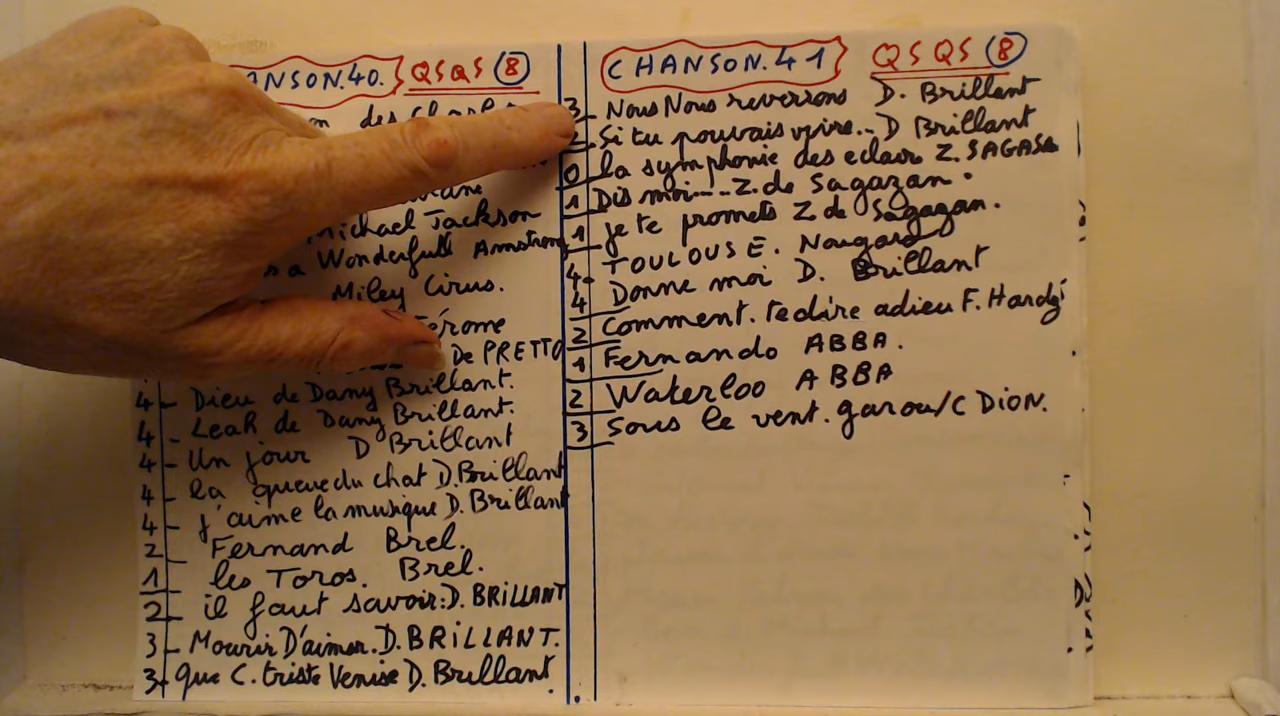 ANSON.40. QSQS 8
des Charl
Michael Jackson
s a Wonderfull Amstrong
Miley Cirus.
érome
De PRETTO
4 - Dieu de Dany Brillant.
4 - Leah de Dany Brillant.
4 - Un jour D Brillant
4 - la queue du chat D. Brillant
4 - j'aime la musique D. Brillant
2 - Fernand Brel.
1 - les Toros. Brel.
2 - il faut savoir: D. BRILLANT
3 - Mourir D'aimer. D. BRILLANT.
3 - que C. triste Venise D. Brillant
CHANSON.41 QSQS 8
3 - Nous Nous reverrons D. Brillant
Si tu pouvais D Brillant
0 la symphonie des eclair Z. SAGASA
1 Dis moi.... Z. de Sagazan.
1 je te promets Z de Sagazan.
4 - TOULOUSE. Nougaro
4 Donne moi D. Brillant
2 Comment. te dire adieu F. Hardy
1 Fernando ABBA.
2 Waterloo ABBA
3 Sous le vent. garou/C DION.